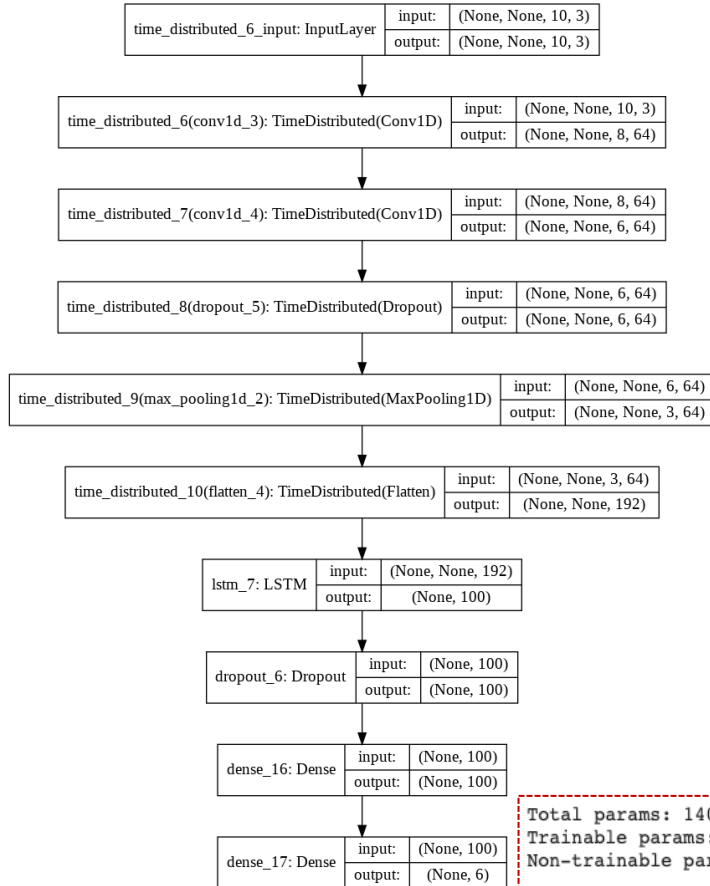 time_distributed_6_input: InputLayer
input: (None, None, 10, 3)
output: (None, None, 10, 3)
time_distributed_6(conv1d_3): TimeDistributed(Conv1D)
input: (None, None, 10, 3)
output: (None, None, 8, 64)
time_distributed_7(conv1d_4): TimeDistributed(Conv1D)
input: (None, None, 8, 64)
output: (None, None, 6, 64)
time_distributed_8(dropout_5): TimeDistributed(Dropout)
input: (None, None, 6, 64)
output: (None, None, 6, 64)
time_distributed_9(max_pooling1d_2): TimeDistributed(MaxPooling1D)
input: (None, None, 6, 64)
output: (None, None, 3, 64)
time_distributed_10(flatten_4): TimeDistributed(Flatten)
input: (None, None, 3, 64)
output: (None, None, 192)
lstm_7: LSTM
input: (None, None, 192)
output: (None, 100)
dropout_6: Dropout
input: (None, 100)
output: (None, 100)
dense_16: Dense
input: (None, 100)
output: (None, 100)
dense_17: Dense
input: (None, 100)
output: (None, 6)
Total params:
Trainable params:
Non-trainable